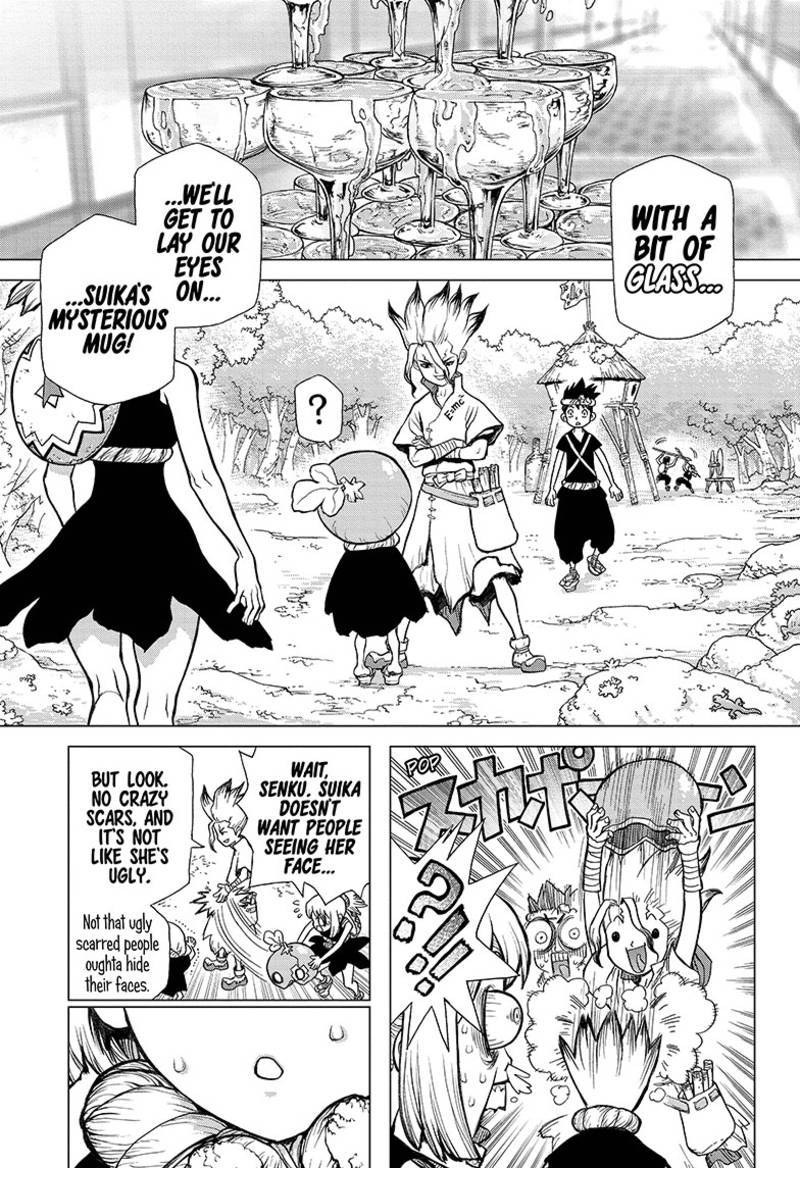 WITH A
BIT OF
GLASS...
...WE'LL
GET TO
LAY OUR
EYES
ON...
...SUIKA'S
MYSTERIOUS
MUG!
?
E=mc²
POP
スカポーン
?!!
WAIT,
SENKU. SUIKA
DOESN'T
WANT PEOPLE
SEEING HER
FACE...
BUT LOOK.
NO CRAZY
SCARS, AND
IT'S NOT
LIKE SHE'S
UGLY.
Not that ugly
scarred people
oughta hide
their faces.